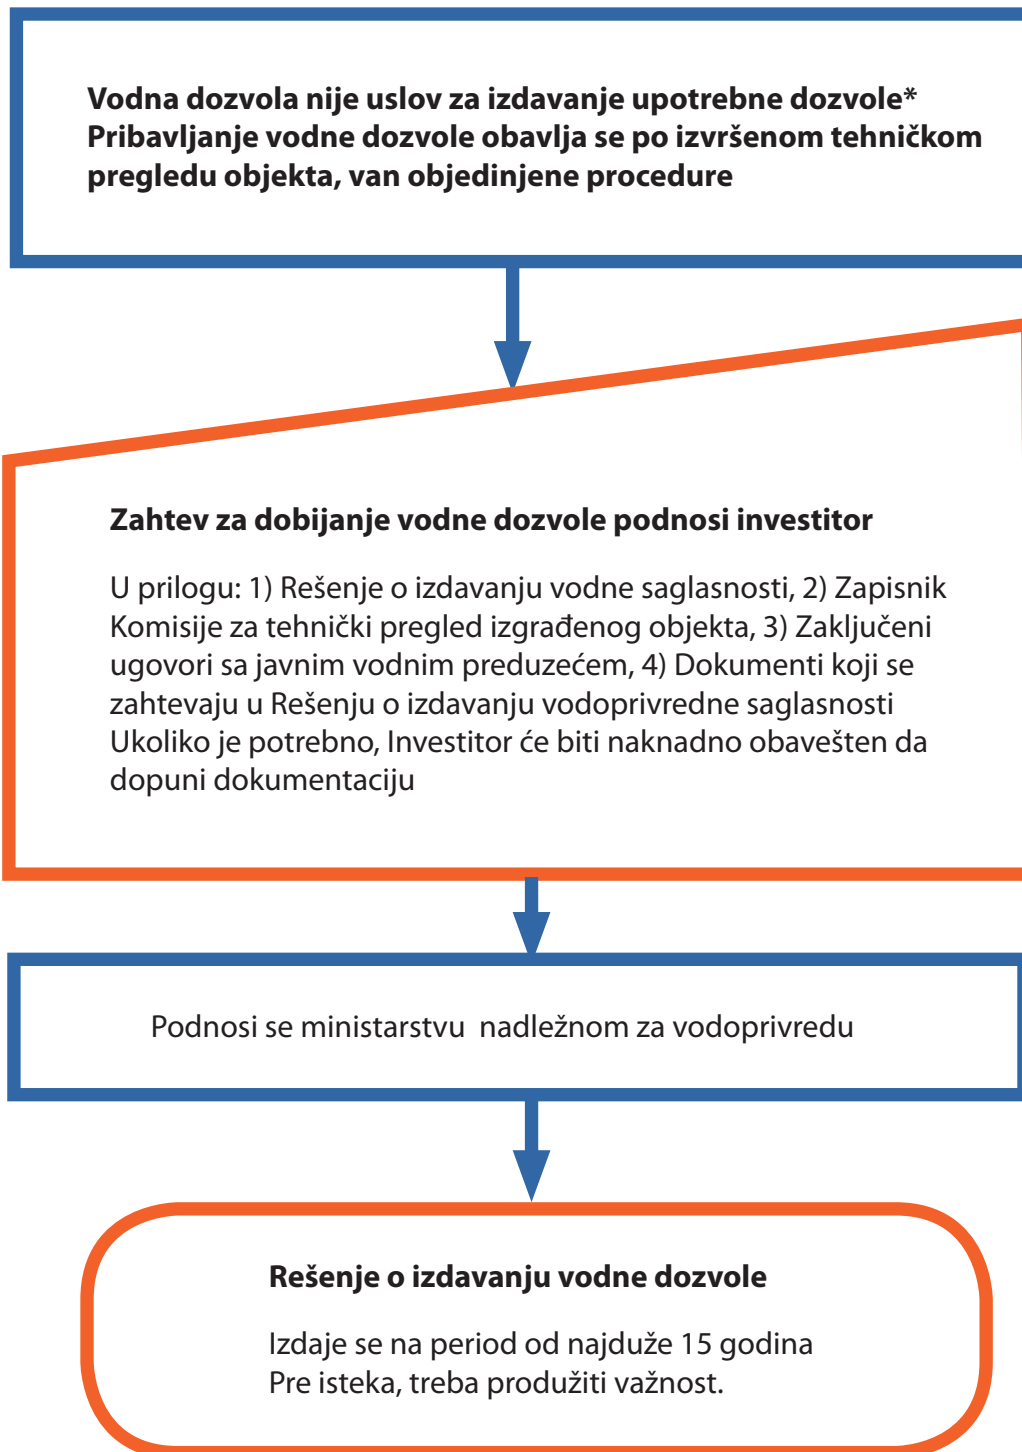 Vodna dozvola nije uslov za izdavanje upotrebne dozvole*
Pribavljanje vodne dozvole obavlja se po izvršenom tehničkom
pregledu objekta, van objedinjene procedure
Zahtev za dobijanje vodne dozvole podnosi investitor
U prilogu: 1) Rešenje o izdavanju vodne saglasnosti, 2) Zapisnik
Komisije za tehnički pregled izgrađenog objekta, 3) Zaključeni
ugovori sa javnim vodnim preduzećem, 4) Dokumenti koji se
zahtevaju u Rešenju o izdavanju vodoprivredne saglasnosti
Ukoliko je potrebno, Investitor će biti naknadno obavešten da
dopuni dokumentaciju
Podnosi se ministarstvu  nadležnom za vodoprivredu
Rešenje o izdavanju vodne dozvole
Izdaje se na period od najduže 15 godina
Pre isteka, treba produžiti važnost.